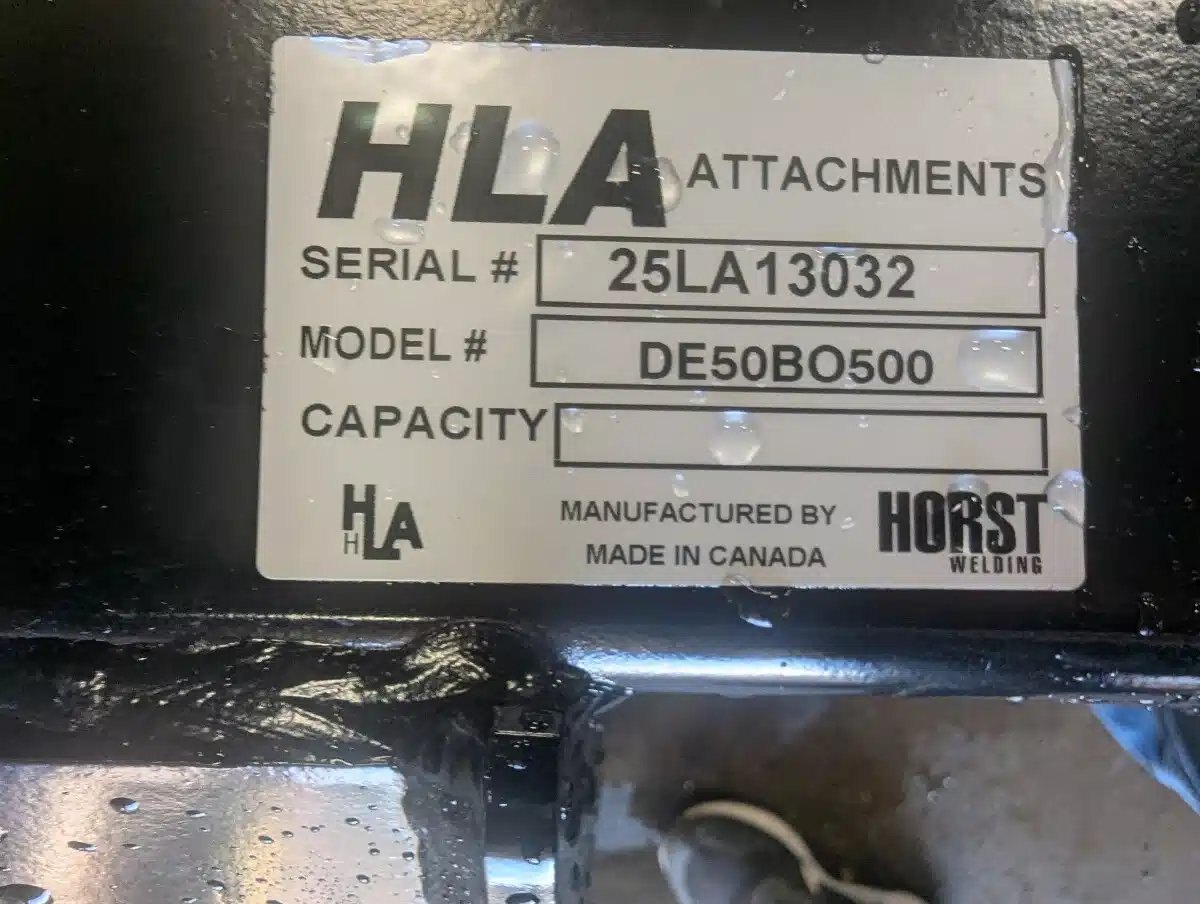 HLA ATTACHMENTS
SERIAL # 25LA13032
MODEL # DE50BO500
CAPACITY
HLA
H
MANUFACTURED BY
MADE IN CANADA
HORST
WELDING